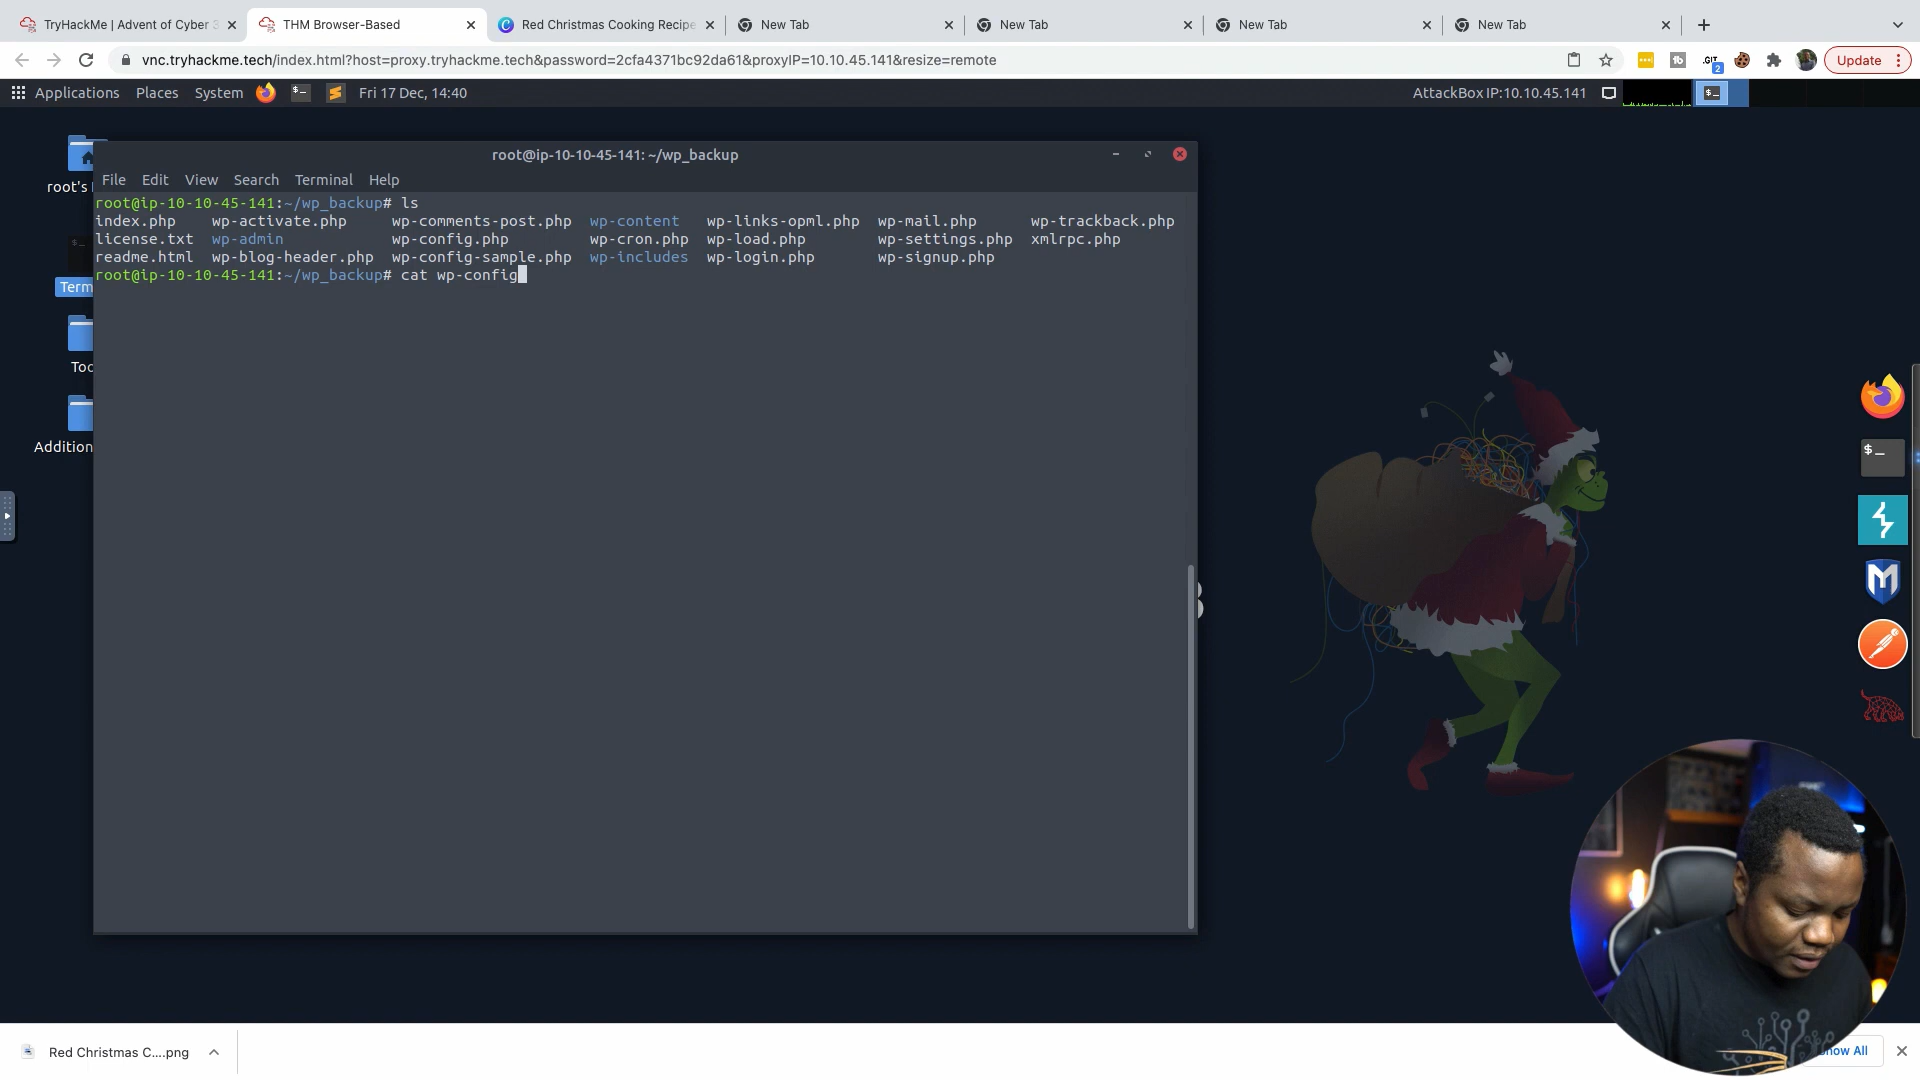 TryHackMe | Advent of Cyber 3
THM Browser-Based
Red Christmas Cooking Recipe
New Tab
New Tab
New Tab
New Tab
vnc.tryhackme.tech/index.html?host=proxy.tryhackme.tech&password=2cfa4371bc92da61&proxyIP=10.10.45.141&resize=remote
.GIT
2
Update
Applications Places System Fri 17 Dec, 14:40
AttackBox IP:10.10.45.141
root@ip-10-10-45-141: ~/wp_backup
File Edit View Search Terminal Help
root's
Term
Too
Addition
root@ip-10-10-45-141:~/wp_backup# ls
index.php wp-activate.php wp-comments-post.php wp-content wp-links-opml.php wp-mail.php wp-trackback.php
license.txt wp-admin wp-config.php wp-cron.php wp-load.php wp-settings.php xmlrpc.php
readme.html wp-blog-header.php wp-config-sample.php wp-includes wp-login.php wp-signup.php
root@ip-10-10-45-141:~/wp_backup# cat wp-config
Red Christmas C....png
Show All